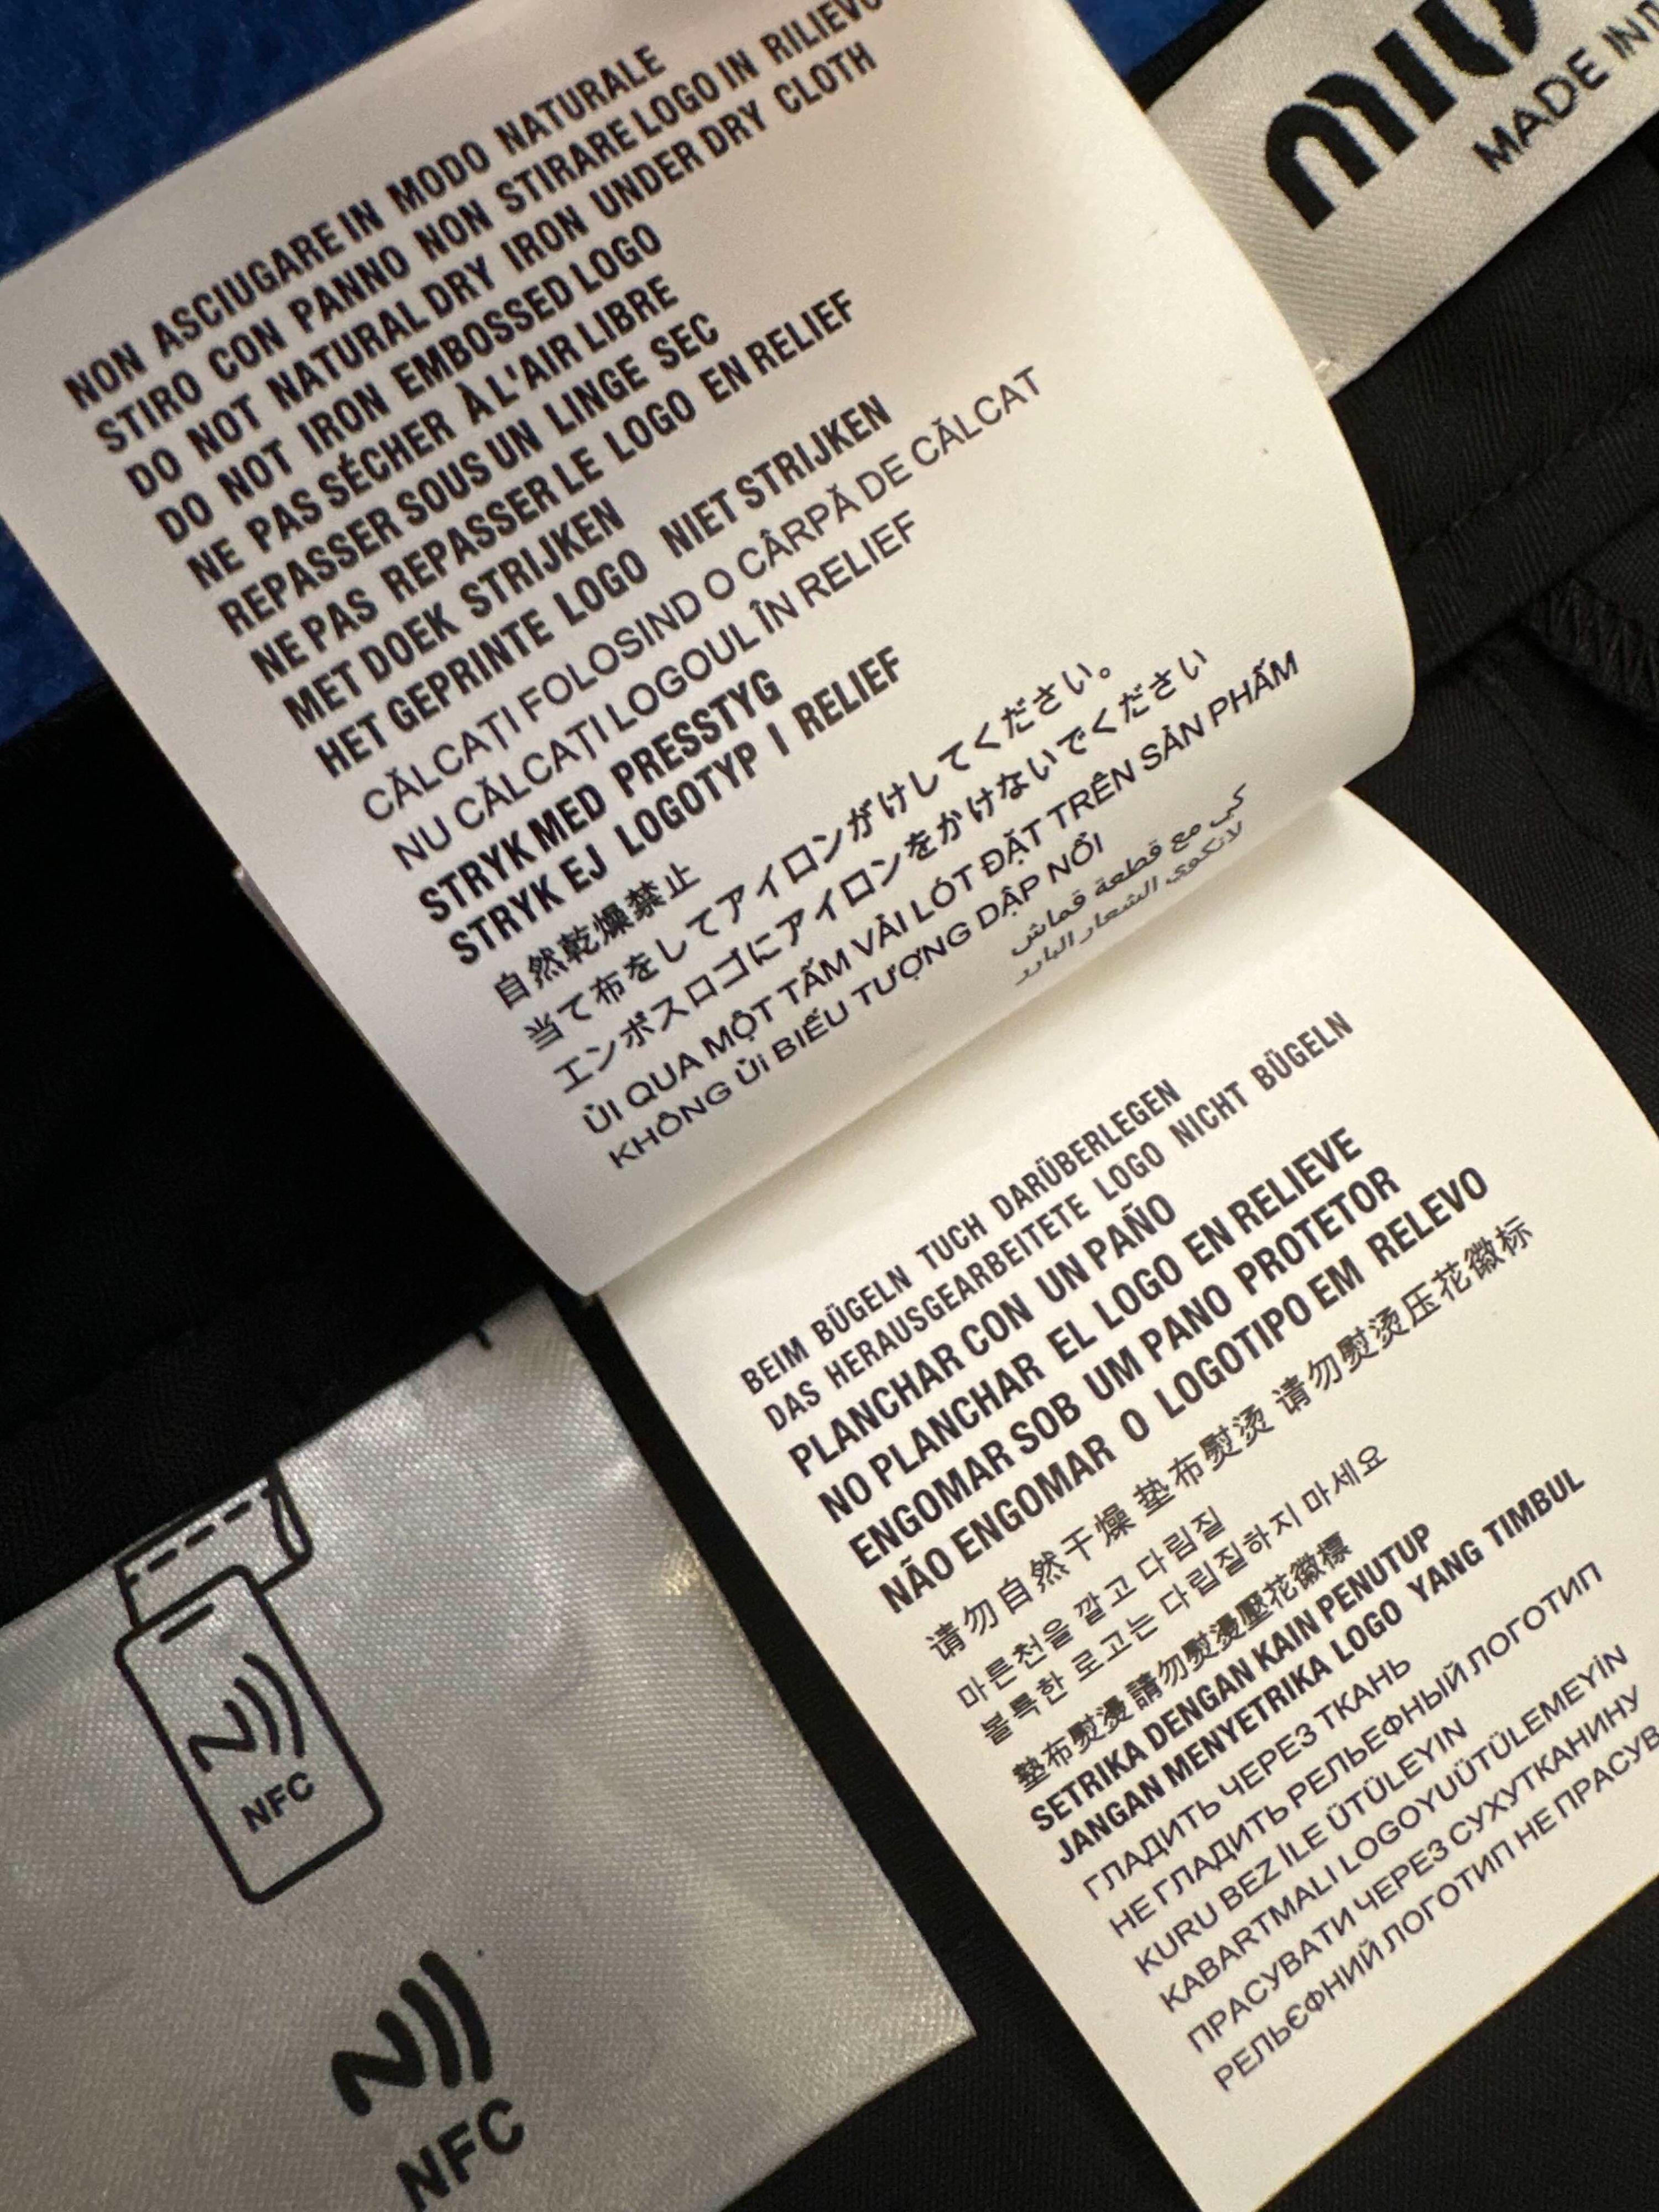 NON ASCIUGARE IN MODO NATURALE
STIRO CON PANNO NON STIRARE LOGO IN RILIEVO
DO NOT NATURAL DRY IRON UNDER DRY CLOTH
DO NOT IRON EMBOSSED LOGO
NE PAS SÉCHER À L'AIR LIBRE
REPASSER SOUS UN LINGE SEC
NE PAS REPASSER LE LOGO EN RELIEF
MET DOEK STRIJKEN
HET GEPRINTE LOGO NIET STRIJKEN
CĂLCAȚI FOLOSIND O CÂRPĂ DE CĂLCAT
NU CĂLCAȚI LOGOUL ÎN RELIEF
STRYK MED PRESSTYG
STRYK EJ LOGOTYP I RELIEF
自然乾燥禁止
当て布をしてアイロンがけしてください。
エンボスロゴにアイロンをかけないでください
ỦI QUA MỘT TẤM VẢI LÓT ĐẶT TRÊN SẢN PHẨM
KHÔNG ỦI BIỂU TƯỢNG DẬP NỔI
كي مع قطعة قماش
لاتكوى الشعار البارز
MADE IN
BEIM BÜGELN TUCH DARÜBERLEGEN
DAS HERAUSGEARBEITETE LOGO NICHT BÜGELN
PLANCHAR CON UN PAÑO
NO PLANCHAR EL LOGO EN RELIEVE
ENGOMAR SOB UM PANO PROTETOR
NÃO ENGOMAR O LOGOTIPO EM RELEVO
请勿自然干燥 垫布熨烫 请勿熨烫压花徽标
마른천을 깔고 다림질
볼록한 로고는 다림질하지 마세요
墊布熨燙請勿熨燙壓花徽標
SETRIKA DENGAN KAIN PENUTUP
JANGAN MENYETRIKA LOGO YANG TIMBUL
ГЛАДИТЬ ЧЕРЕЗ ТКАНЬ
НЕ ГЛАДИТЬ РЕЛЬЕФНЫЙ ЛОГОТИП
KURU BEZ İLE ÜTÜLEYIN
KABARTMALI LOGOYU ÜTÜLEMEYİN
ПРАСУВАТИ ЧЕРЕЗ СУХУ ТКАНИНУ
РЕЛЬЄФНИЙ ЛОГОТИП НЕ
NFC
NFC